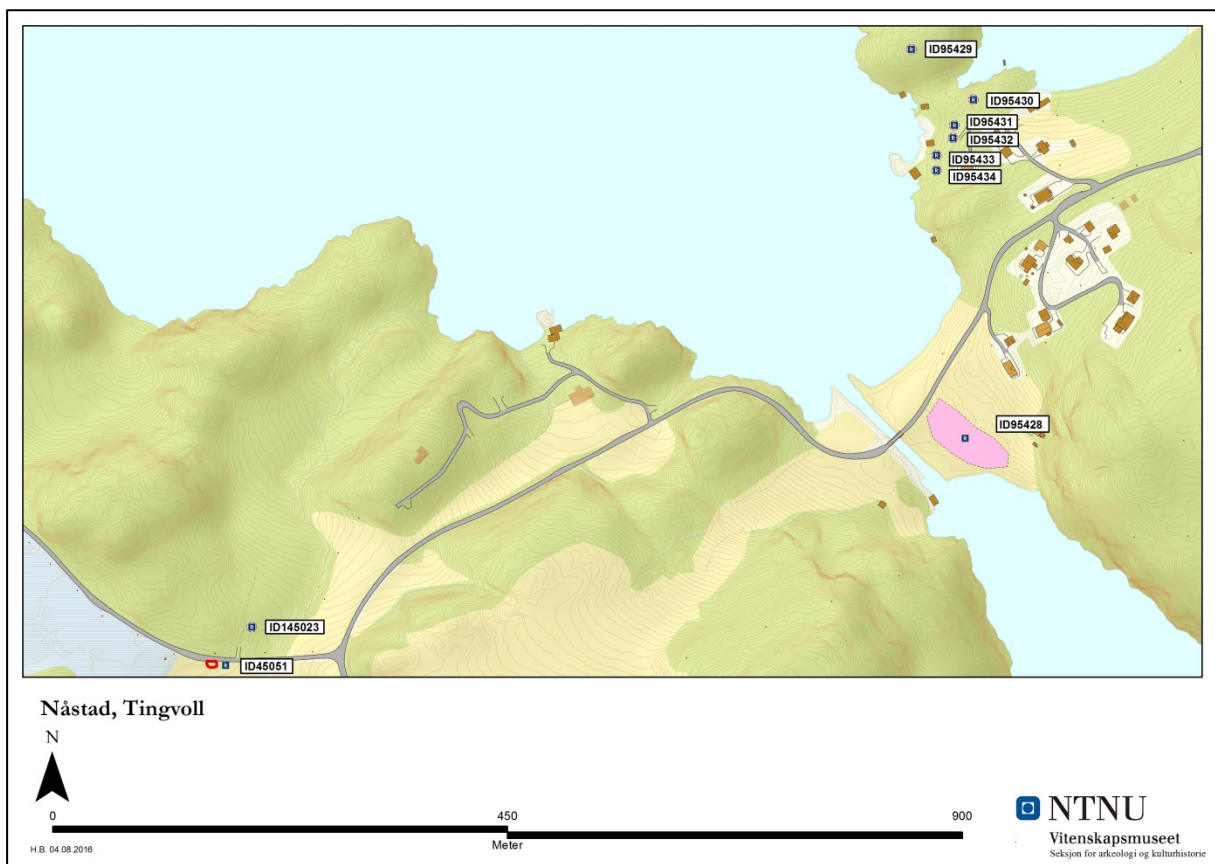 ID95429
ID95430
ID95431
ID95432
ID95433
ID95434
ID95428
ID145023
ID45051
Nåstad, Tingvoll
N
0 450 900
Meter
H.B. 04.08.2016
NTNU
Vitenskapsmuseet
Seksjon for arkeologi og kulturhistorie